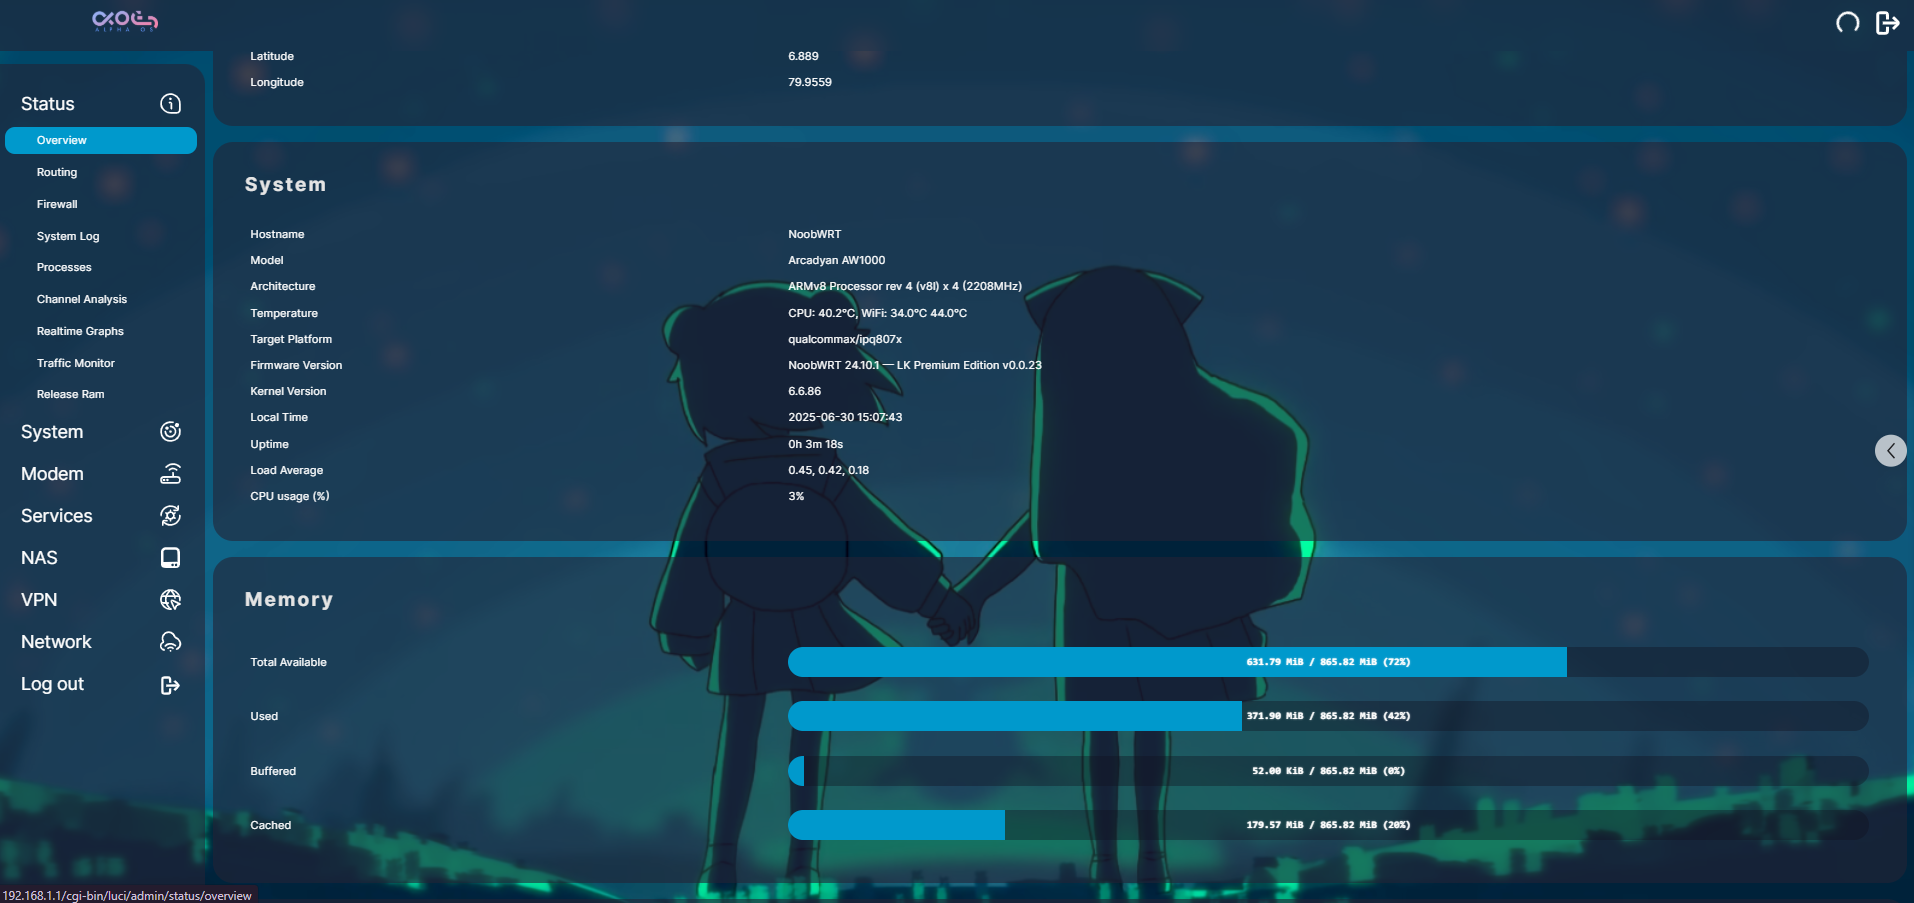 ALPHA OS
Latitude 6.889
Longitude 79.9559
Status
Overview
Routing
Firewall
System Log
Processes
Channel Analysis
Realtime Graphs
Traffic Monitor
Release Ram
System
Modem
Services
NAS
VPN
Network
Log out
System
Hostname NoobWRT
Model Arcadyan AW1000
Architecture ARMv8 Processor rev 4 (v8l) x 4 (2208MHz)
Temperature CPU: 40.2°C, WiFi: 34.0°C 44.0°C
Target Platform qualcommax/ipq807x
Firmware Version NoobWRT 24.10.1 — LK Premium Edition v0.0.23
Kernel Version 6.6.86
Local Time 2025-06-30 15:07:43
Uptime 0h 3m 18s
Load Average 0.45, 0.42, 0.18
CPU usage (%) 3%
Memory
Total Available 631.79 MiB / 865.82 MiB (72%)
Used 371.90 MiB / 865.82 MiB (42%)
Buffered 52.00 KiB / 865.82 MiB (0%)
Cached 179.57 MiB / 865.82 MiB (20%)
192.168.1.1/cgi-bin/luci/admin/status/overview